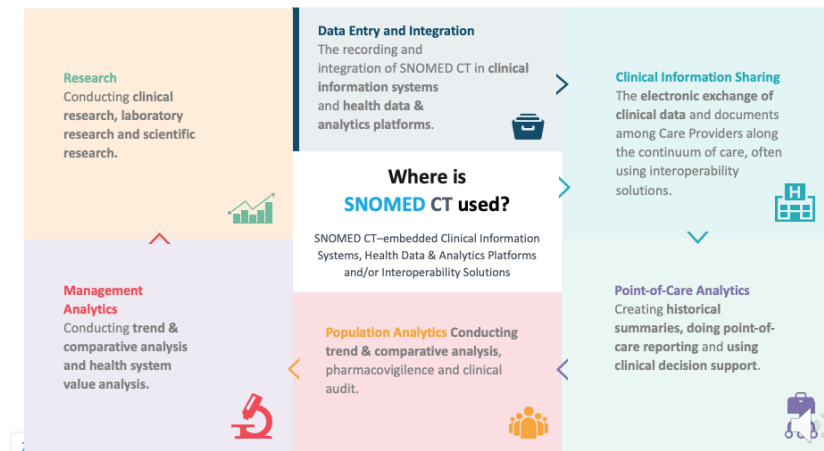 Data Entry and Integration
The recording and
integration of SNOMED CT in clinical
information systems
and health data &
analytics platforms.
Clinical Information Sharing
The electronic exchange of
clinical data and documents
among Care Providers along
the continuum of care, often
using interoperability
solutions.
H
Research
Conducting clinical
research, laboratory
research and scientific
research.
Where is
SNOMED CT used?
SNOMED CT–embedded Clinical Information
Systems, Health Data & Analytics Platforms
and/or Interoperability Solutions
Point-of-Care Analytics
Creating historical
summaries, doing point-of-
care reporting and using
clinical decision support.
Population Analytics Conducting
trend & comparative analysis,
pharmacovigilence and clinical
audit.
Management
Analytics
Conducting trend &
comparative analysis
and health system
value analysis.